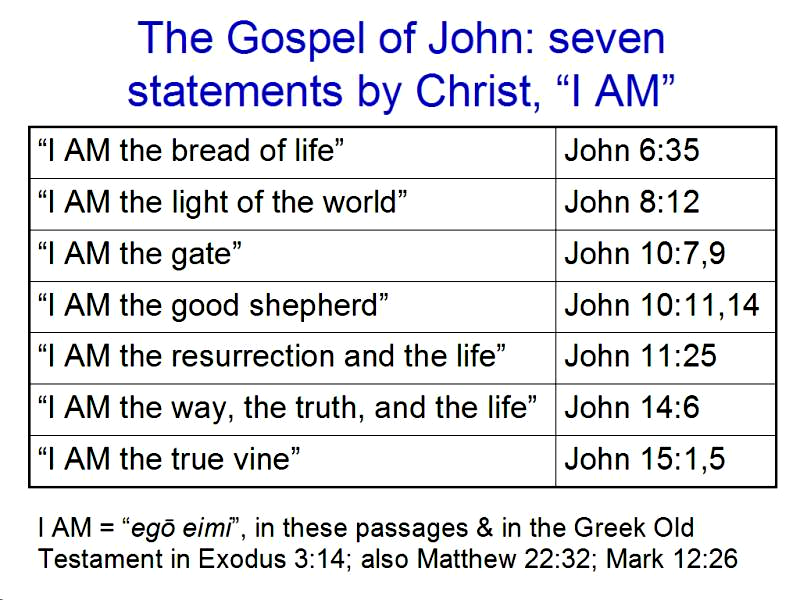 The Gospel of John: seven
statements by Christ, “I AM”
“I AM the bread of life” John 6:35
“I AM the light of the world” John 8:12
“I AM the gate” John 10:7,9
“I AM the good shepherd” John 10:11,14
“I AM the resurrection and the life” John 11:25
“I AM the way, the truth, and the life” John 14:6
“I AM the true vine” John 15:1,5
I AM = “egō eimi”, in these passages & in the Greek Old
Testament in Exodus 3:14; also Matthew 22:32; Mark 12:26